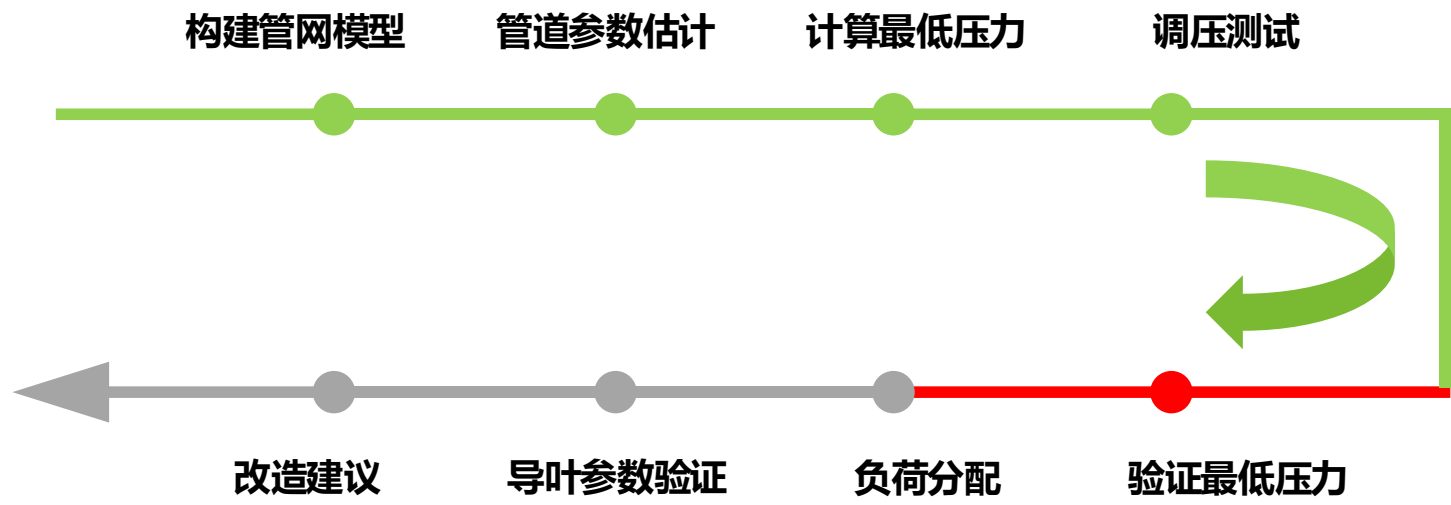 构建管网模型
管道参数估计
计算最低压力
调压测试
改造建议
导叶参数验证
负荷分配
验证最低压力